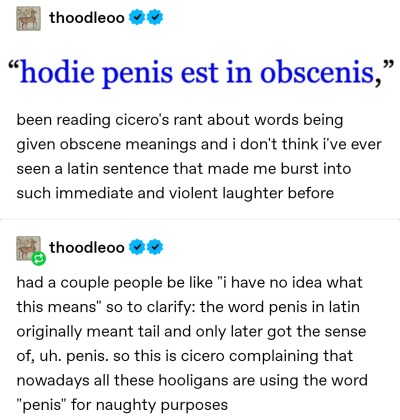 thoodleoo
“hodie penis est in obscenis,”
been reading cicero's rant about words being
given obscene meanings and i don't think i've ever
seen a latin sentence that made me burst into
such immediate and violent laughter before
thoodleoo
had a couple people be like "i have no idea what
this means" so to clarify: the word penis in latin
originally meant tail and only later got the sense
of, uh. penis. so this is cicero complaining that
nowadays all these hooligans are using the word
"penis" for naughty purposes